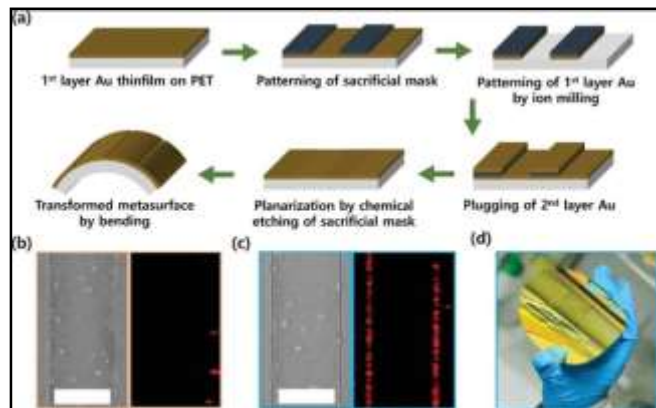 (a)
1st layer Au thinfilm on PET
Patterning of sacrificial mask
Patterning of 1st layer Au
by ion milling
Transformed metasurface
by bending
Planarization by chemical
etching of sacrificial mask
Plugging of 2nd layer Au
(b)
(c)
(d)